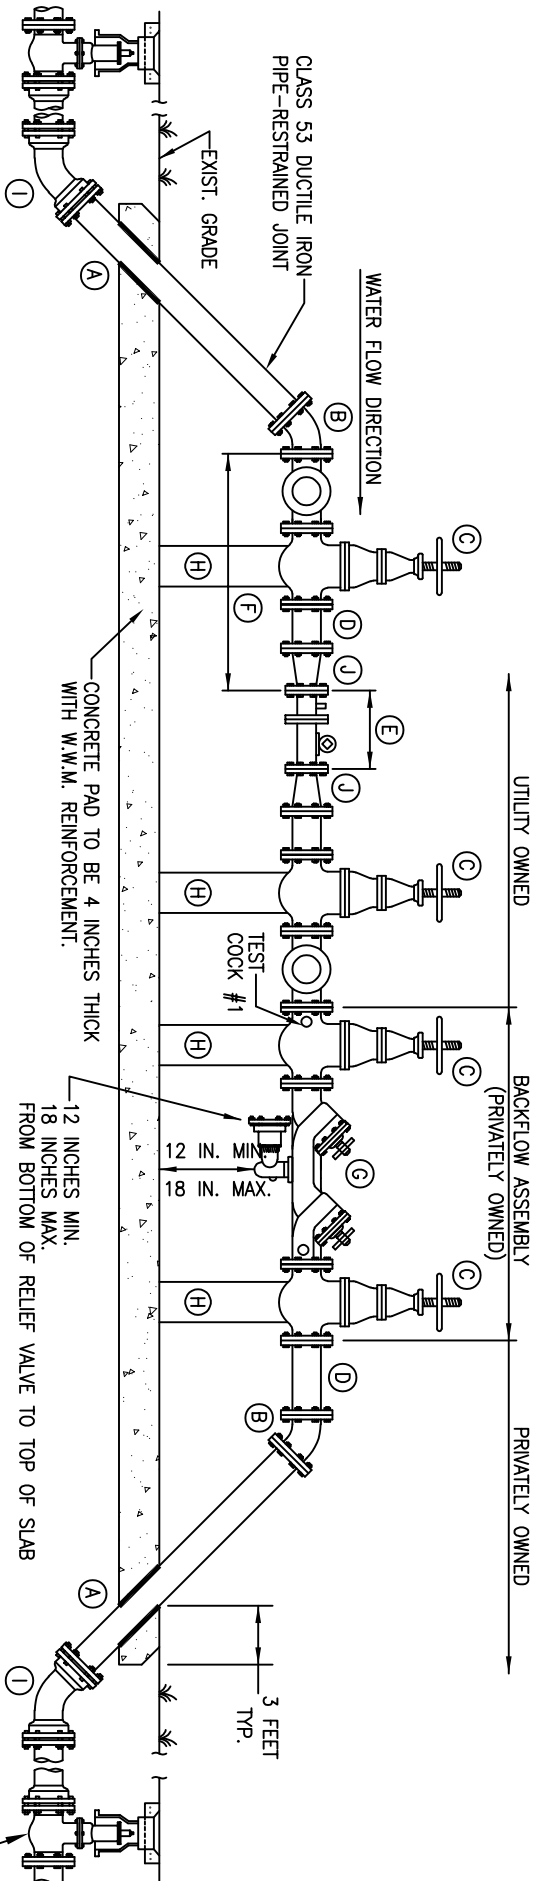 UTILITY OWNED
BACKFLOW ASSEMBLY
(PRIVATELY OWNED)
PRIVATELY OWNED
WATER FLOW DIRECTION
CLASS 53 DUCTILE IRON
PIPE-RESTRAINED JOINT
EXIST. GRADE
I
A
B
C
H
F
D
J
E
J
C
H
TEST
COCK #1
C
H
G
12 IN. MIN.
18 IN. MAX.
C
H
D
B
A
I
3 FEET
TYP.
CONCRETE PAD TO BE 4 INCHES THICK
WITH W.W.M. REINFORCEMENT.
12 INCHES MIN.
18 INCHES MAX.
FROM BOTTOM OF RELIEF VALVE TO TOP OF SLAB